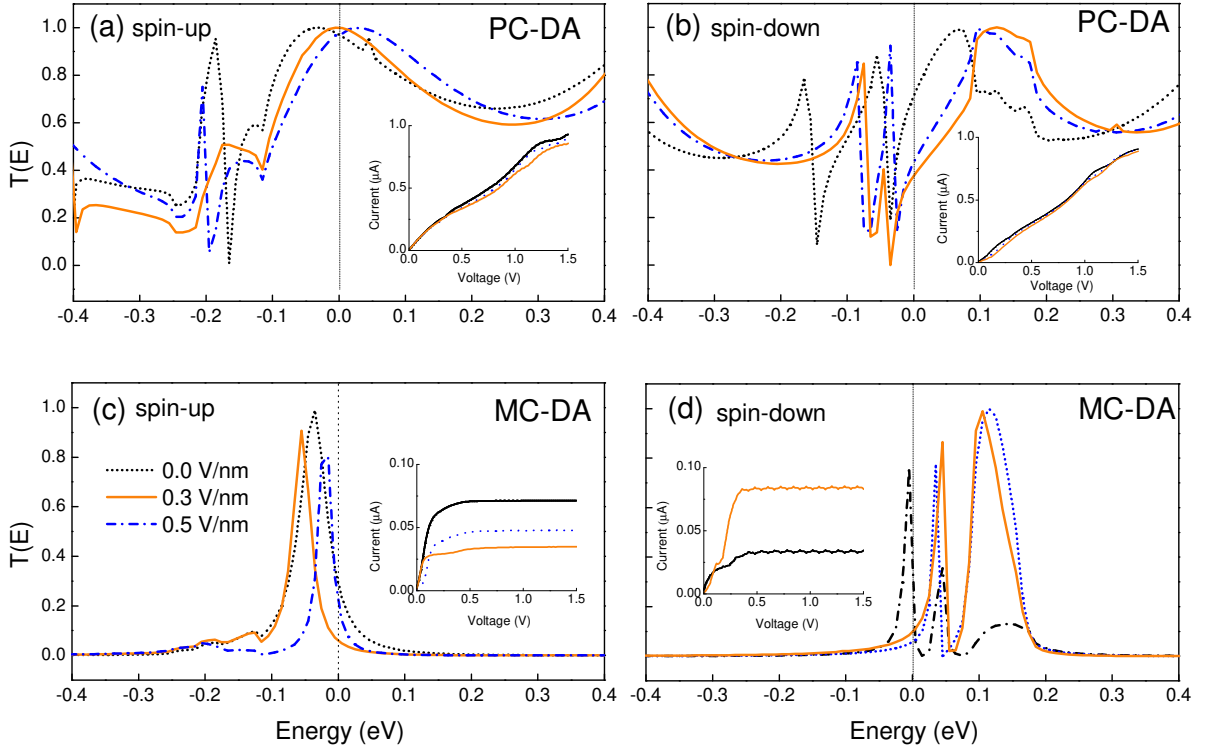 (a) spin-up PC-DA
1.0
0.8
0.6
0.4
0.2
0.0
T(E)
-0.4 -0.3 -0.2 -0.1 0.0 0.1 0.2 0.3 0.4
1.0
0.5
0.0
Current (µA)
0.0 0.5 1.0 1.5
Voltage (V)
(b) spin-down PC-DA
-0.4 -0.3 -0.2 -0.1 0.0 0.1 0.2 0.3 0.4
1.0
0.5
0.0
Current (µA)
0.0 0.5 1.0 1.5
Voltage (V)
(c) spin-up MC-DA
0.0 V/nm
0.3 V/nm
0.5 V/nm
1.0
0.8
0.6
0.4
0.2
0.0
T(E)
-0.4 -0.3 -0.2 -0.1 0.0 0.1 0.2 0.3 0.4
Energy (eV)
0.10
0.05
0.00
Current (µA)
0.0 0.5 1.0 1.5
Voltage (V)
(d) spin-down MC-DA
0.10
0.05
0.00
Current (µA)
0.0 0.5 1.0 1.5
Voltage (V)
-0.4 -0.3 -0.2 -0.1 0.0 0.1 0.2 0.3 0.4
Energy (eV)